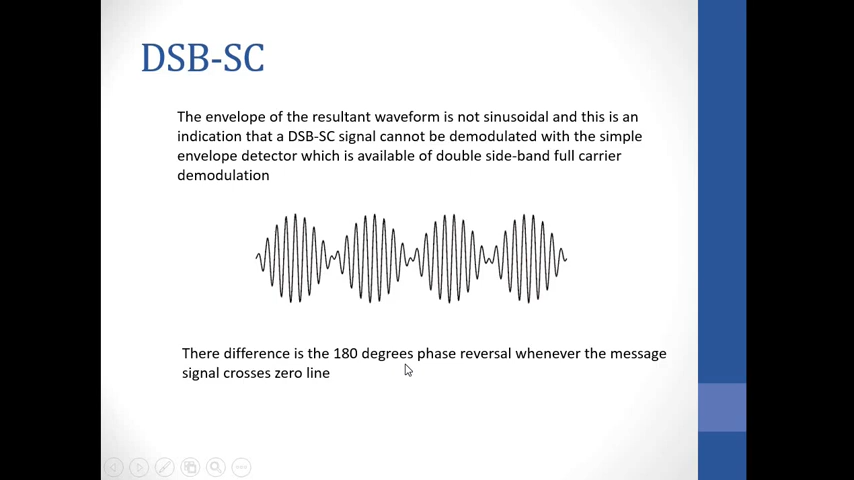 DSB-SC
The envelope of the resultant waveform is not sinusoidal and this is an
indication that a DSB-SC signal cannot be demodulated with the simple
envelope detector which is available of double side-band full carrier
demodulation
There difference is the 180 degrees phase reversal whenever the message
signal crosses zero line